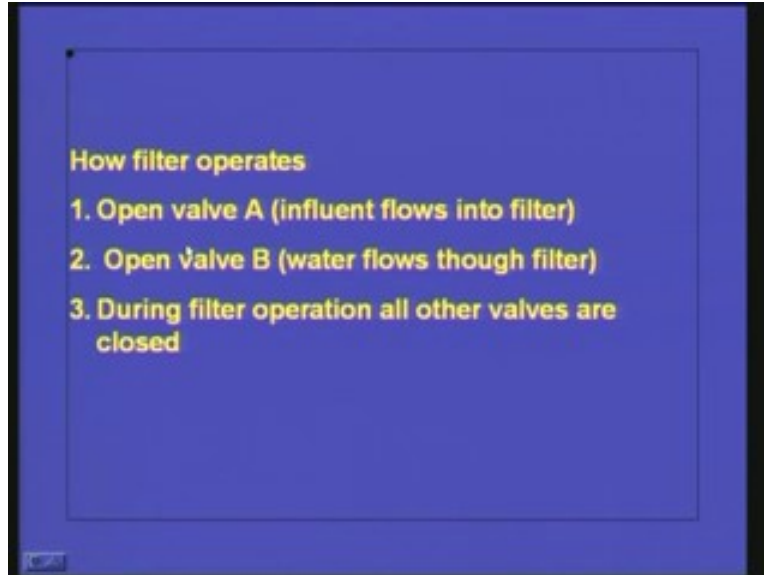 How filter operates
1. Open valve A (influent flows into filter)
2. Open valve B (water flows though filter)
3. During filter operation all other valves are
closed